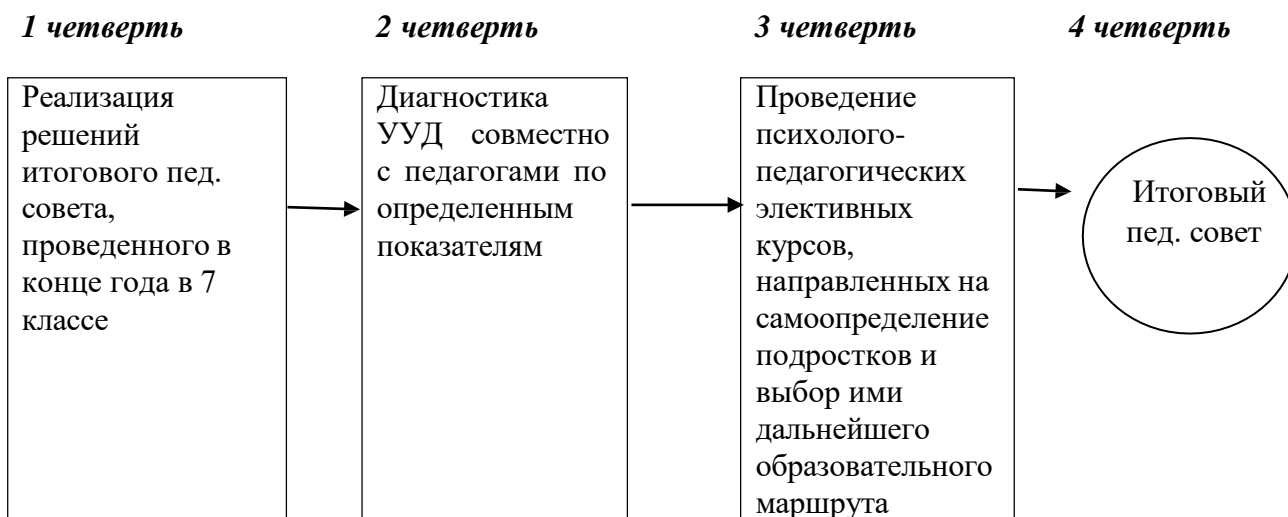 1 четверть
2 четверть
3 четверть
4 четверть
Реализация
решений
итогового пед.
совета,
проведенного в
конце года в 7
классе
Диагностика
УУД совместно
с педагогами по
определенным
показателям
Проведение
психолого-
педагогических
элективных
курсов,
направленных на
самоопределение
подростков и
выбор ими
дальнейшего
образовательного
маршрута
Итоговый
пед. совет